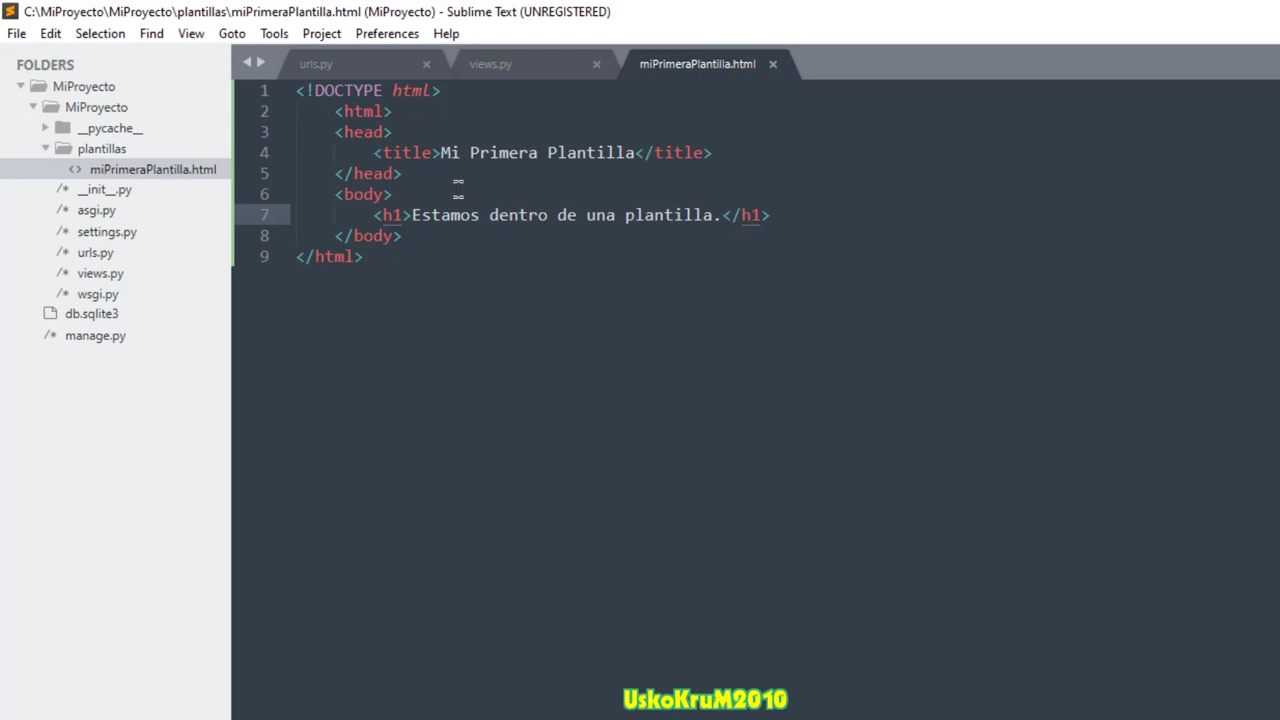 C:\MiProyecto\MiProyecto\plantillas\miPrimeraPlantilla.html (MiProyecto) - Sublime Text (UNREGISTERED)
File Edit Selection Find View Goto Tools Project Preferences Help
FOLDERS
MiProyecto
MiProyecto
__pycache__
plantillas
<> miPrimeraPlantilla.html
/* __init__.py
/* asgi.py
/* settings.py
/* urls.py
/* views.py
/* wsgi.py
db.sqlite3
/* manage.py
urls.py × views.py × miPrimeraPlantilla.html ×
1 <!DOCTYPE html>
2 <html>
3 <head>
4 <title>Mi Primera Plantilla</title>
5 </head>
6 <body>
7 <h1>Estamos dentro de una plantilla.</h1>
8 </body>
9 </html>
UskoKruM2010